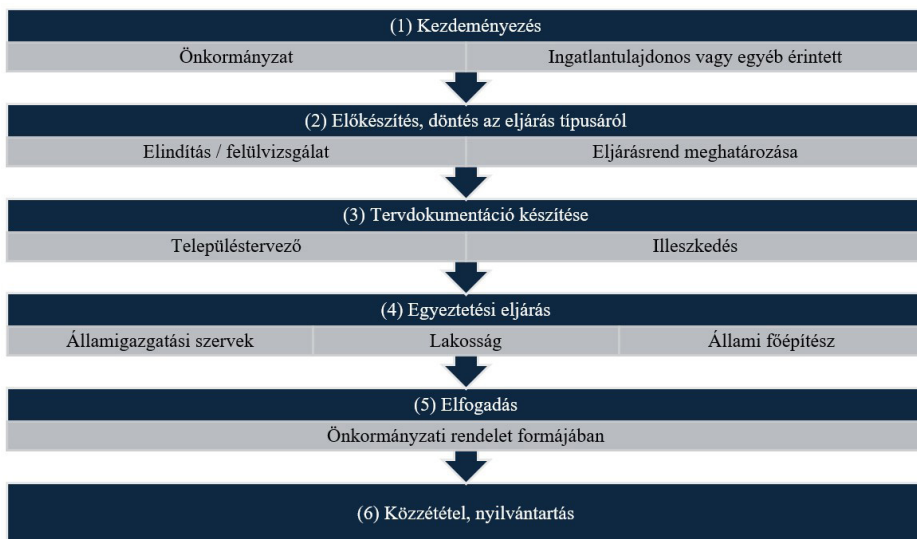 (1) Kezdeményezés
Önkormányzat
Ingatlantulajdonos vagy egyéb érintett
(2) Előkészítés, döntés az eljárás típusáról
Elindítás / felülvizsgálat
Eljárásrend meghatározása
(3) Tervdokumentáció készítése
Településtervező
Illeszkedés
(4) Egyeztetési eljárás
Államigazgatási szervek
Lakosság
Állami főépítész
(5) Elfogadás
Önkormányzati rendelet formájában
(6) Közzététel, nyilvántartás